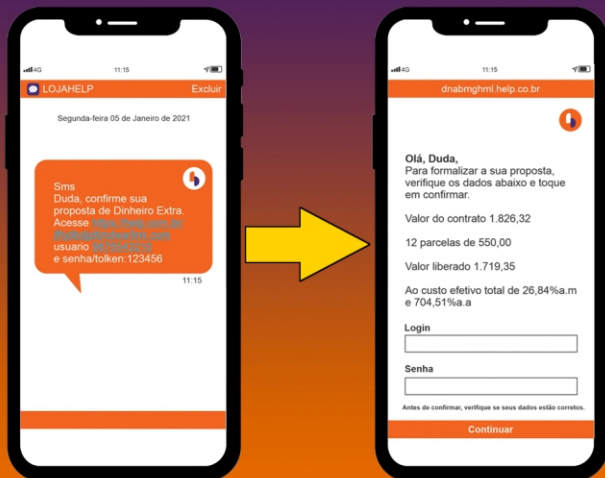 4G
11:15
LOJAHELP
Excluir
Segunda-feira 05 de Janeiro de 2021
Sms
Duda, confirme sua
proposta de Dinheiro Extra.
Acesse
usuario
e senha/tolken:123456
11:15
4G
11:15
dnabmghml.help.co.br
Olá, Duda,
Para formalizar a sua proposta,
verifique os dados abaixo e toque
em confirmar.
Valor do contrato 1.826,32
12 parcelas de 550,00
Valor liberado 1.719,35
Ao custo efetivo total de 26,84%a.m
e 704,51%a.a
Login
Senha
Antes de confirmar, verifique se seus dados estão corretos.
Continuar